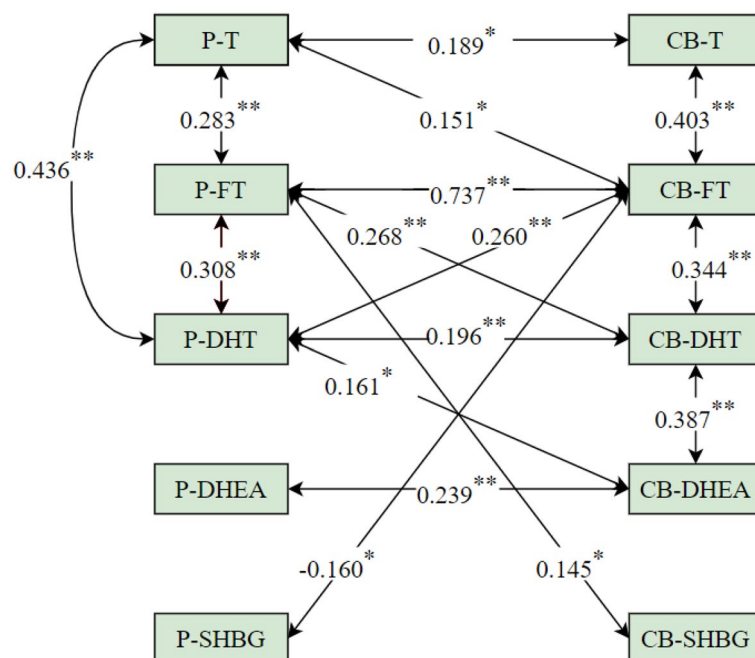 P-T
0.189*
CB-T
0.283**
0.151*
0.403**
0.436**
P-FT
0.737**
CB-FT
0.268**
0.260**
0.308**
0.344**
P-DHT
0.196**
CB-DHT
0.161*
0.387**
P-DHEA
0.239**
CB-DHEA
-0.160*
0.145*
P-SHBG
CB-SHBG